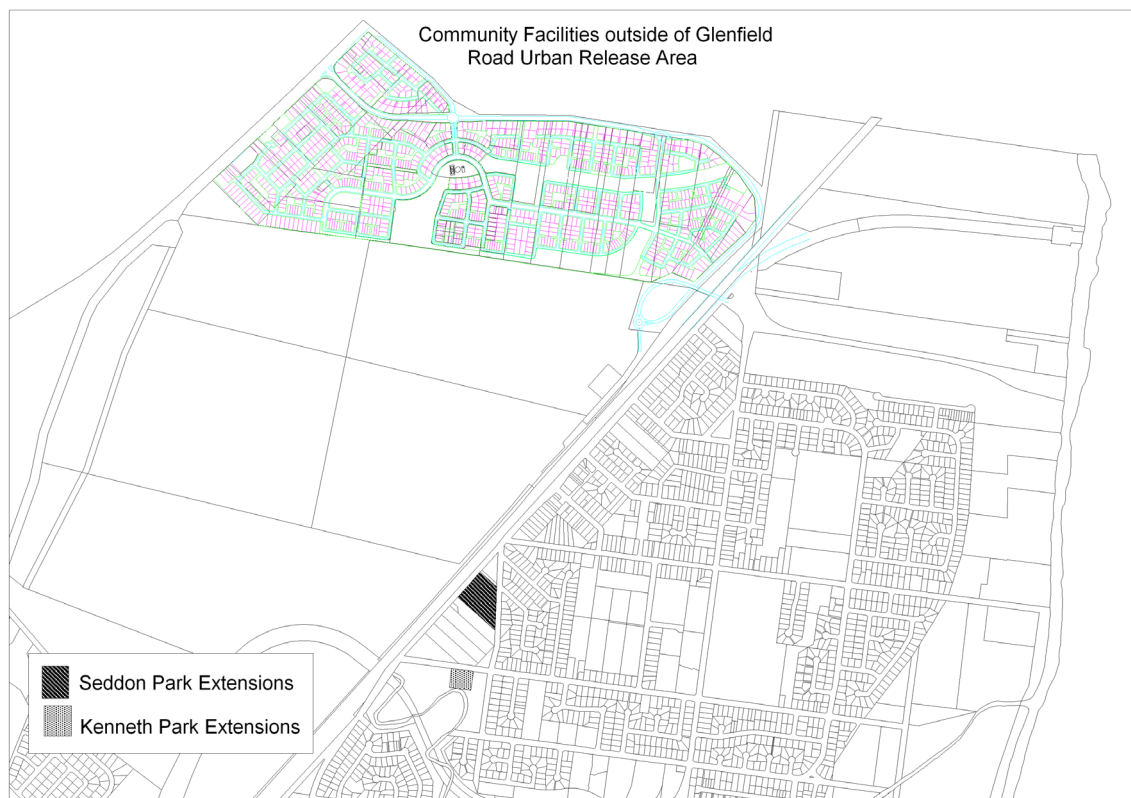 Community Facilities outside of Glenfield
Road Urban Release Area
Seddon Park Extensions
Kenneth Park Extensions